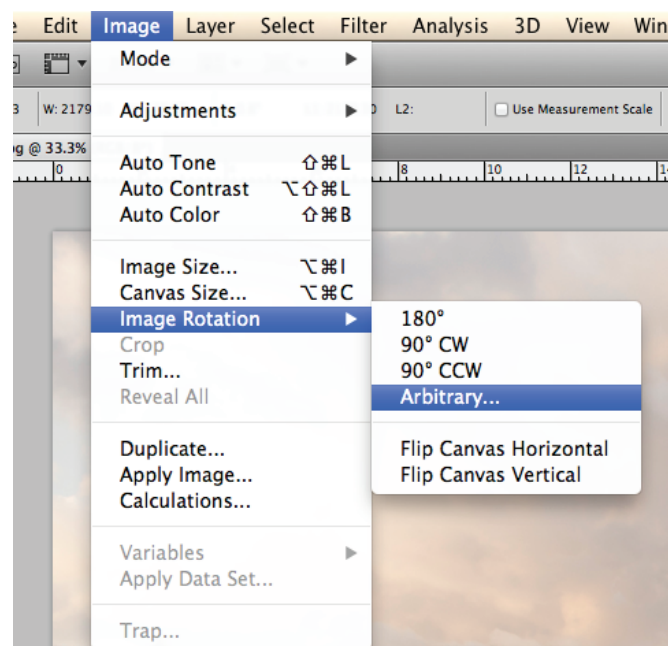 Edit Image Layer Select Filter Analysis 3D View Win
W: 2179 L2: Use Measurement Scale
@ 33.3%
0 8 10 12
Mode
Adjustments
Auto Tone ⇧⌘L
Auto Contrast ⌥⇧⌘L
Auto Color ⇧⌘B
Image Size... ⌥⌘I
Canvas Size... ⌥⌘C
Image Rotation
Crop
Trim...
Reveal All
Duplicate...
Apply Image...
Calculations...
Variables
Apply Data Set...
Trap...
180°
90° CW
90° CCW
Arbitrary...
Flip Canvas Horizontal
Flip Canvas Vertical